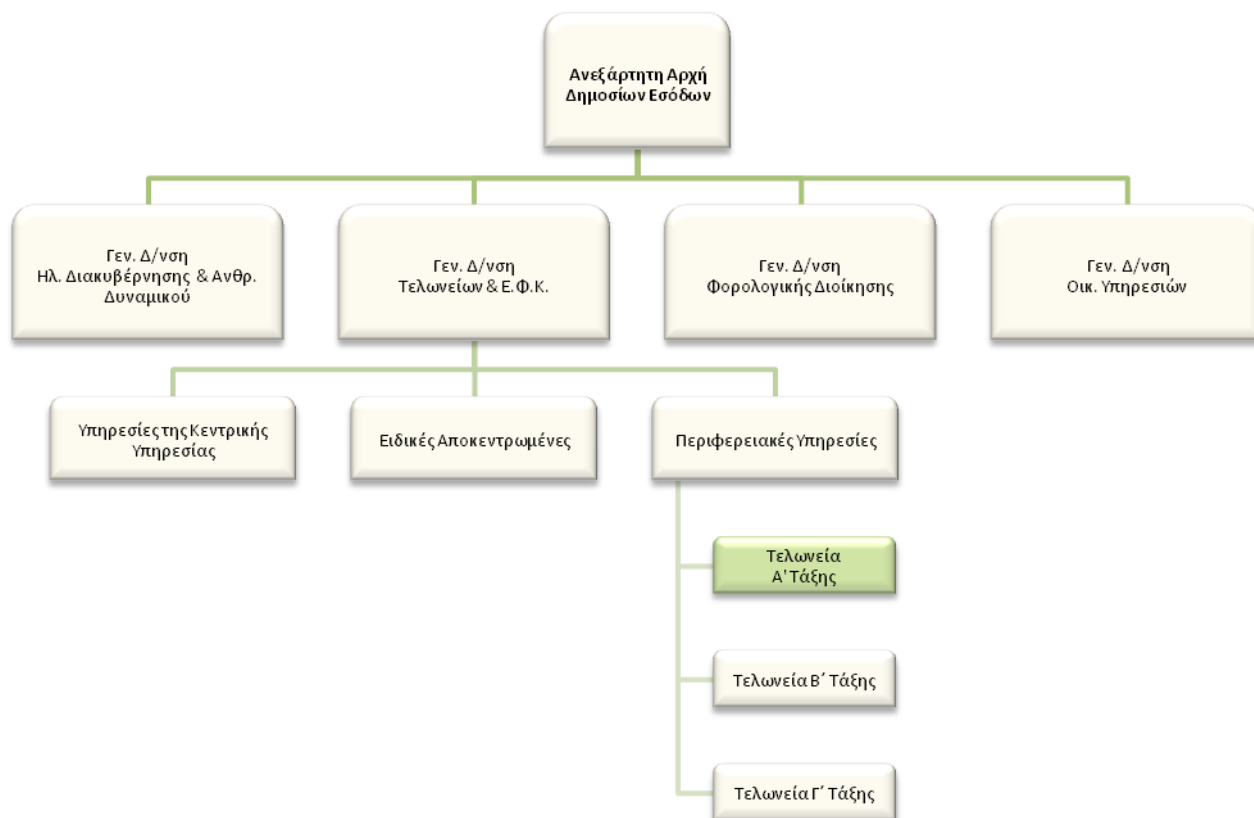 Ανεξάρτητη Αρχή
Δημοσίων Εσόδων
Γεν. Δ/νση
Ηλ. Διακυβέρνησης & Ανθρ.
Δυναμικού
Γεν. Δ/νση
Τελωνείων & Ε.Φ.Κ.
Γεν. Δ/νση
Φορολογικής Διοίκησης
Γεν. Δ/νση
Οικ. Υπηρεσιών
Υπηρεσίες της Κεντρικής
Υπηρεσίας
Ειδικές Αποκεντρωμένες
Περιφερειακές Υπηρεσίες
Τελωνεία
Α' Τάξης
Τελωνεία Β΄ Τάξης
Τελωνεία Γ΄ Τάξης